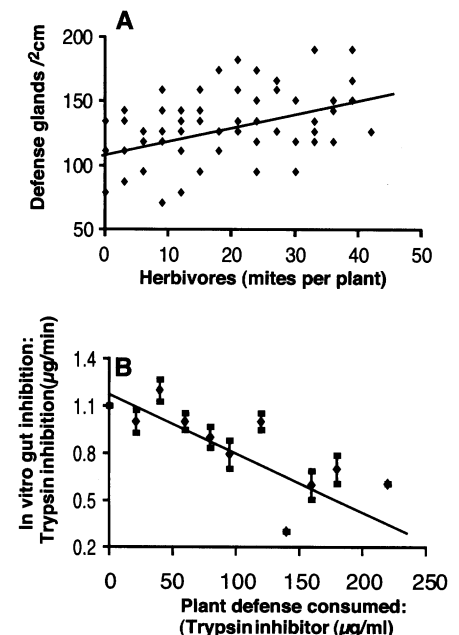 A
Defense glands /2cm
200
150
100
50
0 10 20 30 40 50
Herbivores (mites per plant)
B
In vitro gut inhibition:
Trypsin inhibition(µg/min)
1.4
1.1
0.8
0.5
0.2
0 50 100 150 200 250
Plant defense consumed:
(Trypsin inhibitor (µg/ml)